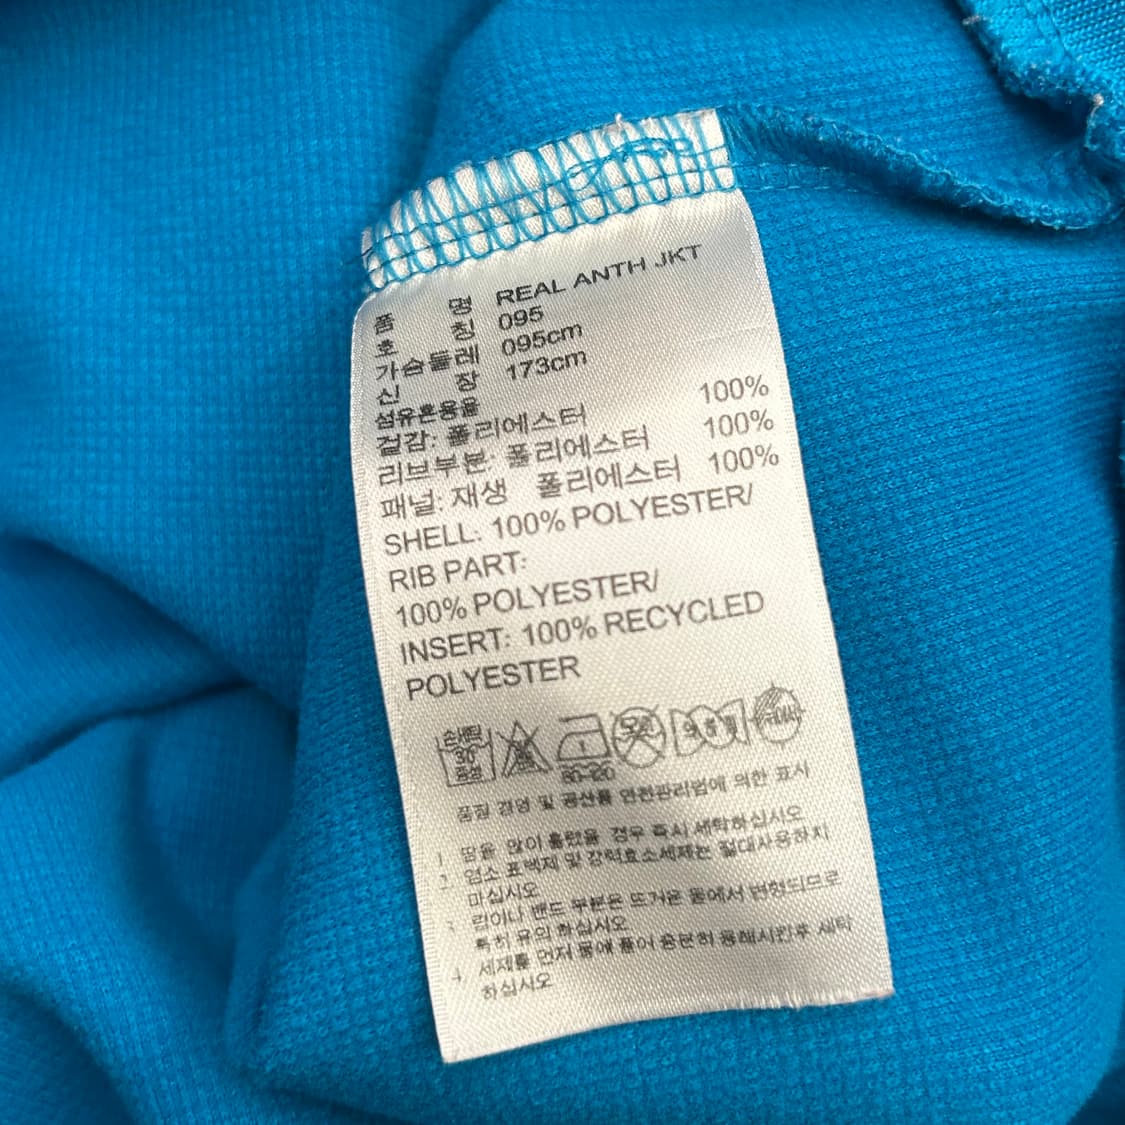 품 명 REAL ANTH JKT
호 칭 095
가슴둘레 095cm
신 장 173cm
섬유혼용율
겉감: 폴리에스터 100%
리브부분: 폴리에스터 100%
패널: 재생 폴리에스터 100%
SHELL: 100% POLYESTER/
RIB PART:
100% POLYESTER/
INSERT: 100% RECYCLED
POLYESTER
손세탁 30° 중성 80-120
품질 경영 및 공산품 안전관리법에 의한 표시
1. 땀을 많이 흘렸을 경우 즉시 세탁하십시오
2. 염소 표백제 및 강력효소세제는 절대사용하지
마십시오
3. 립이나 밴드 부분은 뜨거운 물에서 변형되므로
특히 유의 하십시오
4. 세제를 먼저 물에 풀어 충분히 용해시킨후 세탁
하십시오